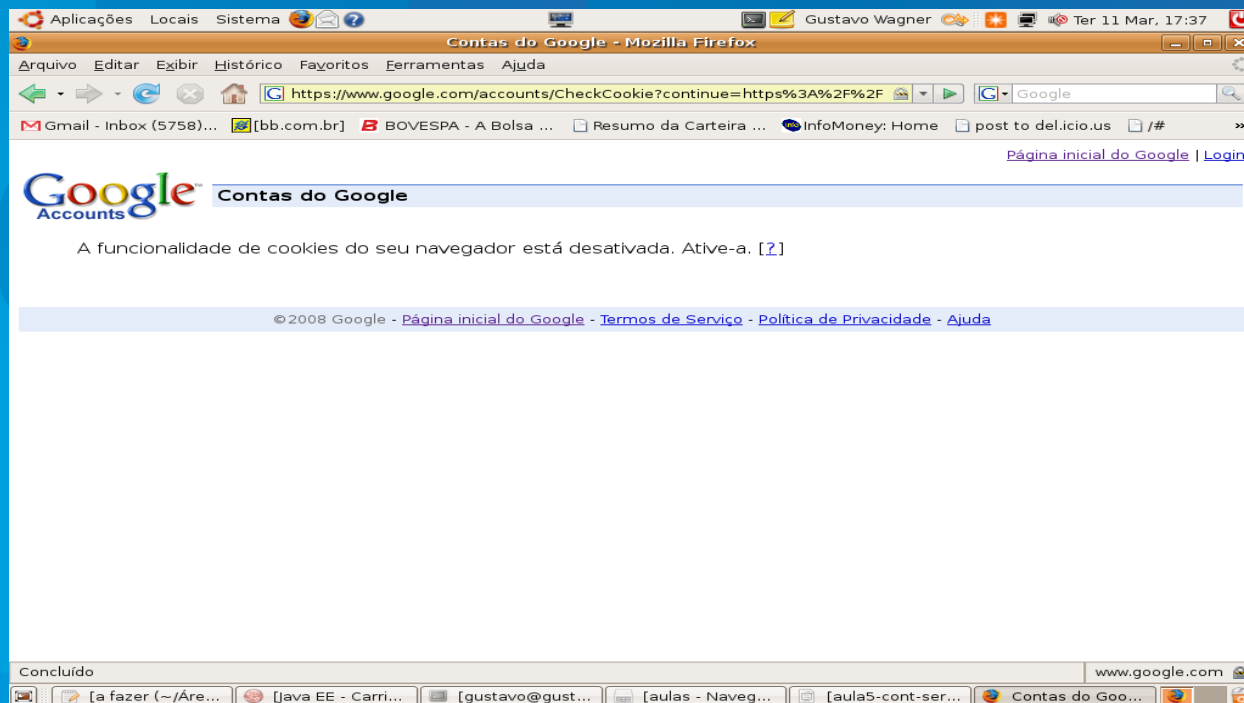 Aplicações Locais Sistema Gustavo Wagner Ter 11 Mar, 17:37
Contas do Google - Mozilla Firefox
Arquivo Editar Exibir Histórico Favoritos Ferramentas Ajuda
https://www.google.com/accounts/CheckCookie?continue=https%3A%2F%2F G Google
Gmail - Inbox (5758)... [bb.com.br] BOVESPA - A Bolsa ... Resumo da Carteira ... InfoMoney: Home post to del.icio.us /# »
Página inicial do Google | Login
Google™ Contas do Google
Accounts
A funcionalidade de cookies do seu navegador está desativada. Ative-a. [?]
©2008 Google - Página inicial do Google - Termos de Serviço - Política de Privacidade - Ajuda
Concluído www.google.com
[a fazer (~/Áre... [Java EE - Carri... [gustavo@gust... [aulas - Naveg... [aula5-cont-ser... Contas do Goo...